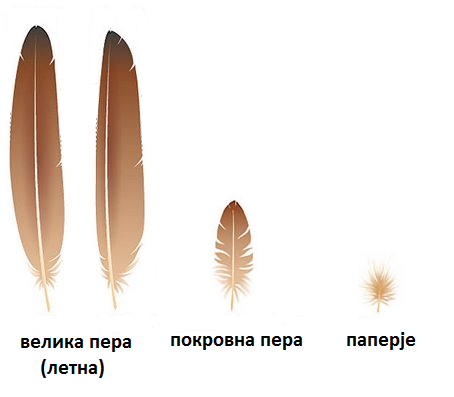 велика пера
(летна)
покровна пера
паперје